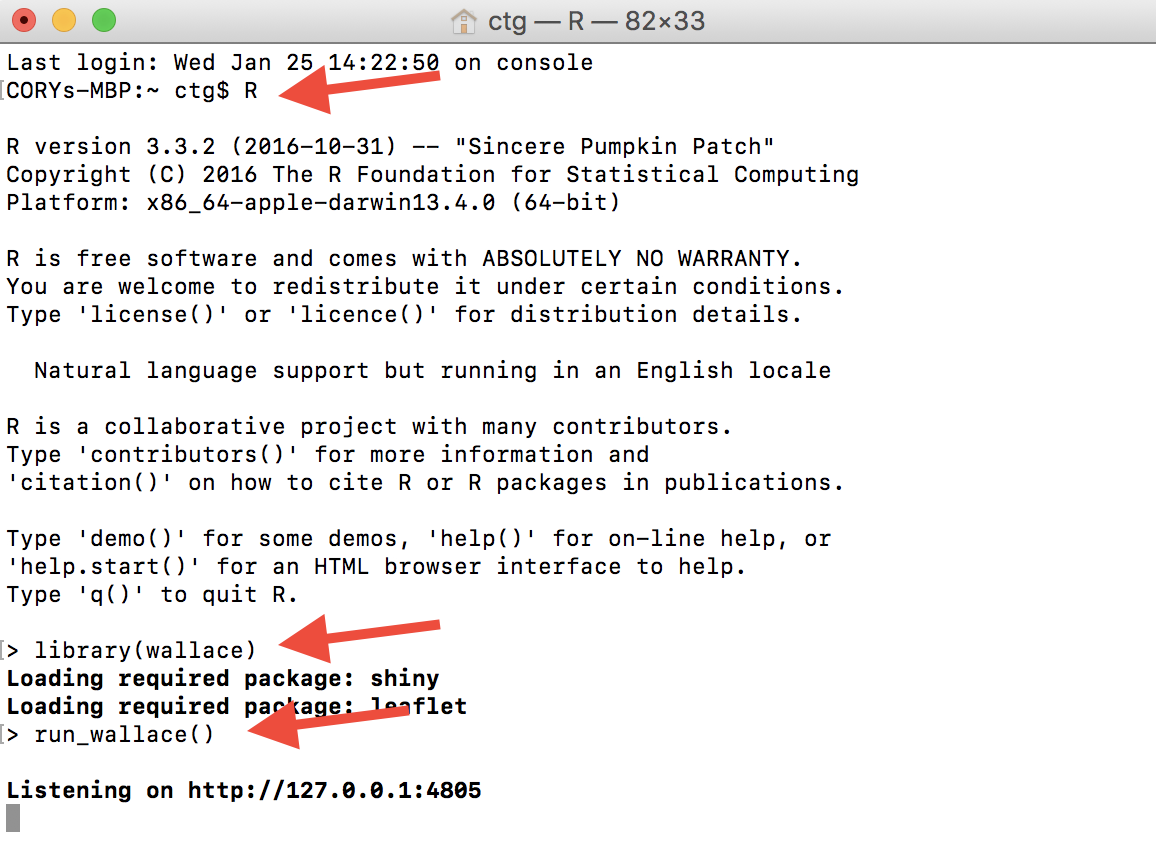 ctg — R — 82×33
Last login: Wed Jan 25 14:22:50 on console
[CORYs-MBP:~ ctg$ R
R version 3.3.2 (2016-10-31) -- "Sincere Pumpkin Patch"
Copyright (C) 2016 The R Foundation for Statistical Computing
Platform: x86_64-apple-darwin13.4.0 (64-bit)
R is free software and comes with ABSOLUTELY NO WARRANTY.
You are welcome to redistribute it under certain conditions.
Type 'license()' or 'licence()' for distribution details.
Natural language support but running in an English locale
R is a collaborative project with many contributors.
Type 'contributors()' for more information and
'citation()' on how to cite R or R packages in publications.
Type 'demo()' for some demos, 'help()' for on-line help, or
'help.start()' for an HTML browser interface to help.
Type 'q()' to quit R.
[> library(wallace)
Loading required package: shiny
Loading required package: leaflet
[> run_wallace()
Listening on http://127.0.0.1:4805